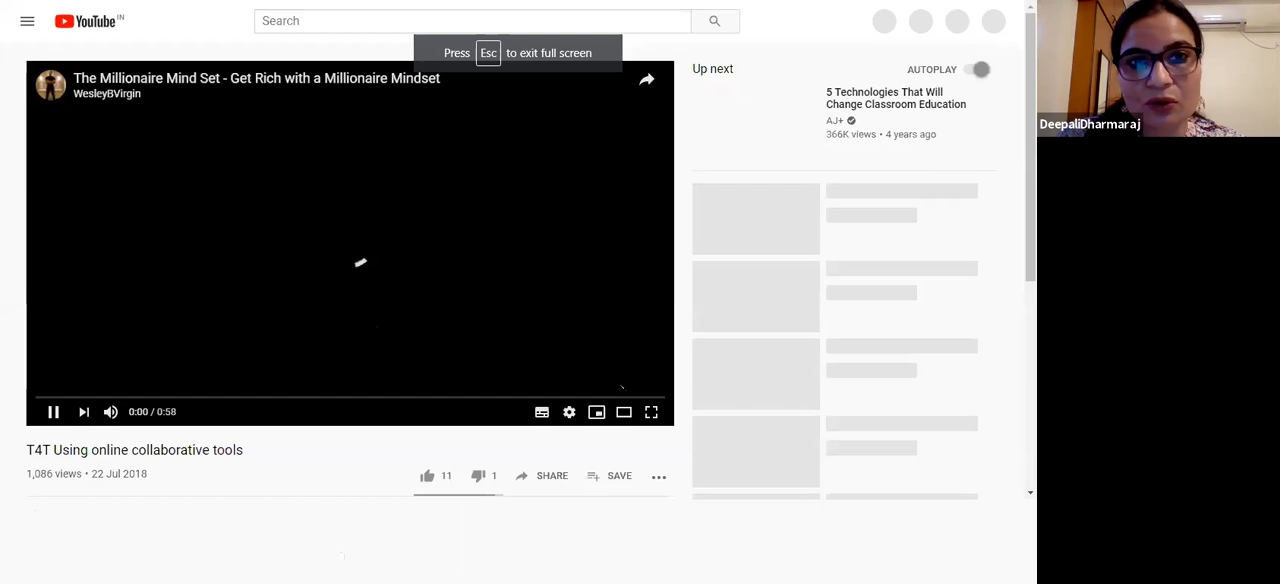 YouTube IN
Search
Press Esc to exit full screen
The Millionaire Mind Set - Get Rich with a Millionaire Mindset
WesleyBVirgin
0:00 / 0:58
T4T Using online collaborative tools
1,086 views • 22 Jul 2018
11
1
SHARE
SAVE
Up next
AUTOPLAY
5 Technologies That Will
Change Classroom Education
AJ+
366K views • 4 years ago
DeepaliDharmaraj